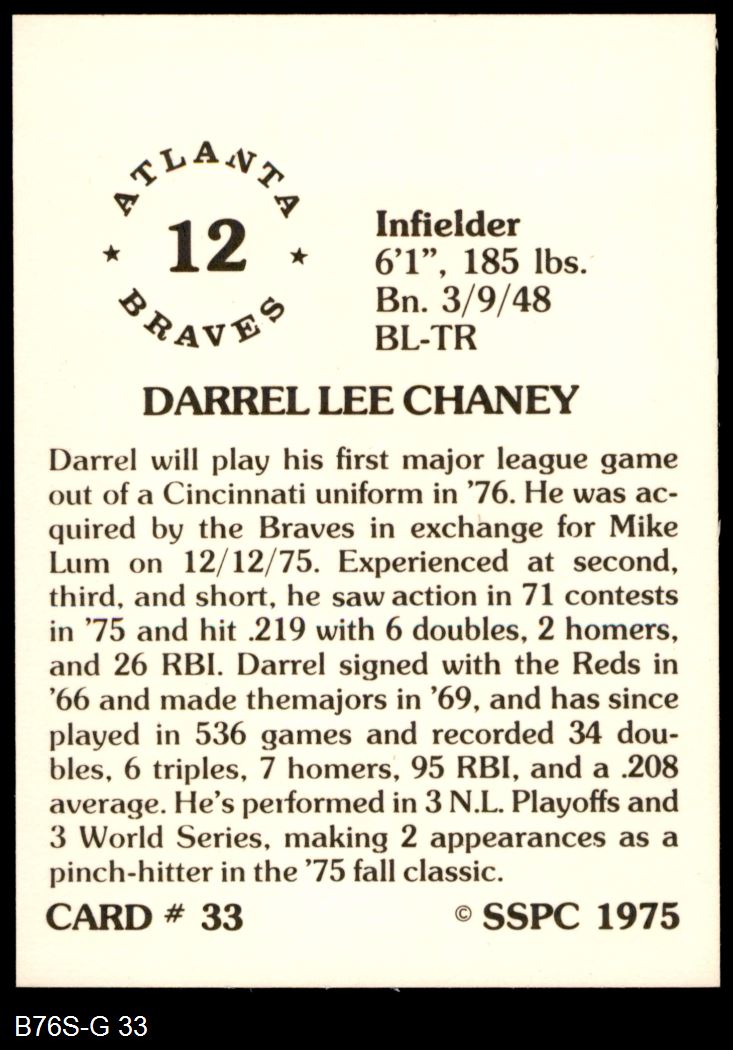 ATLANTA
12
BRAVES
Infielder
6'1”, 185 lbs.
Bn. 3/9/48
BL-TR
DARREL LEE CHANEY
Darrel will play his first major league game
out of a Cincinnati uniform in ’76. He was ac-
quired by the Braves in exchange for Mike
Lum on 12/12/75. Experienced at second,
third, and short, he saw action in 71 contests
in ’75 and hit .219 with 6 doubles, 2 homers,
and 26 RBI. Darrel signed with the Reds in
’66 and made themajors in ’69, and has since
played in 536 games and recorded 34 dou-
bles, 6 triples, 7 homers, 95 RBI, and a .208
average. He’s performed in 3 N.L. Playoffs and
3 World Series, making 2 appearances as a
pinch-hitter in the ’75 fall classic.
CARD # 33
© SSPC 1975
B76S-G 33